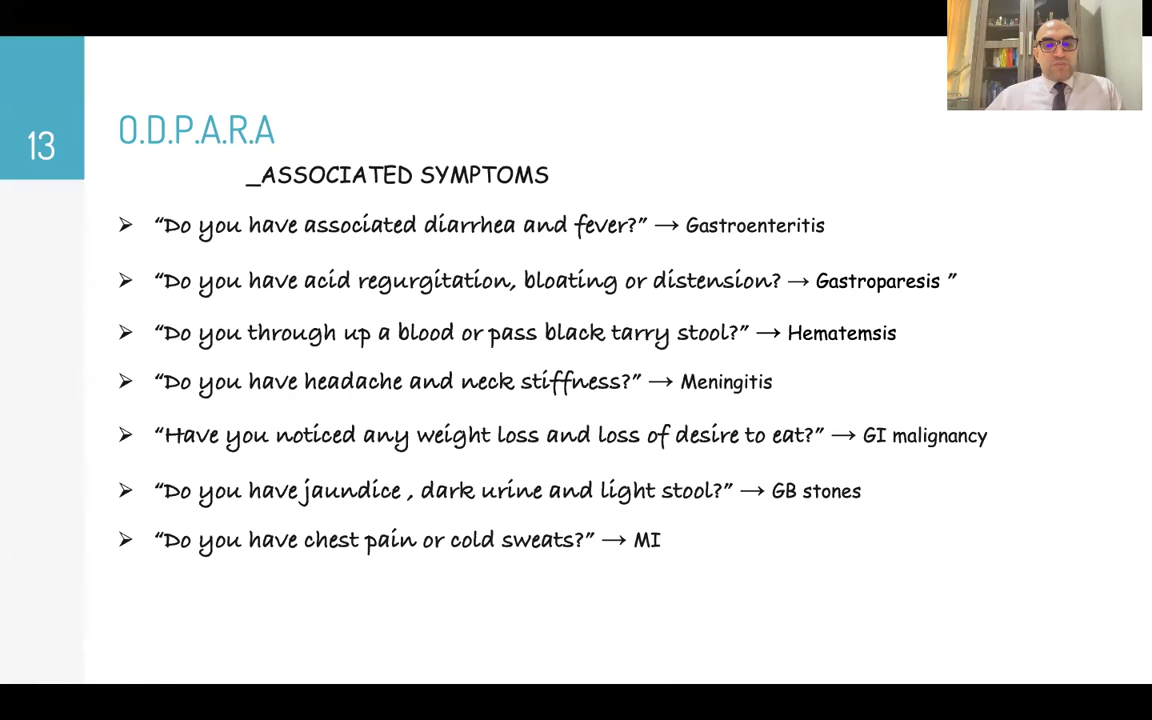 13
O.D.P.A.R.A
_ASSOCIATED SYMPTOMS
➢ “Do you have associated diarrhea and fever?” → Gastroenteritis
➢ “Do you have acid regurgitation, bloating or distension? → Gastroparesis ”
➢ “Do you through up a blood or pass black tarry stool?” → Hematemsis
➢ “Do you have headache and neck stiffness?” → Meningitis
➢ “Have you noticed any weight loss and loss of desire to eat?” → GI malignancy
➢ “Do you have jaundice , dark urine and light stool?” → GB stones
➢ “Do you have chest pain or cold sweats?” → MI